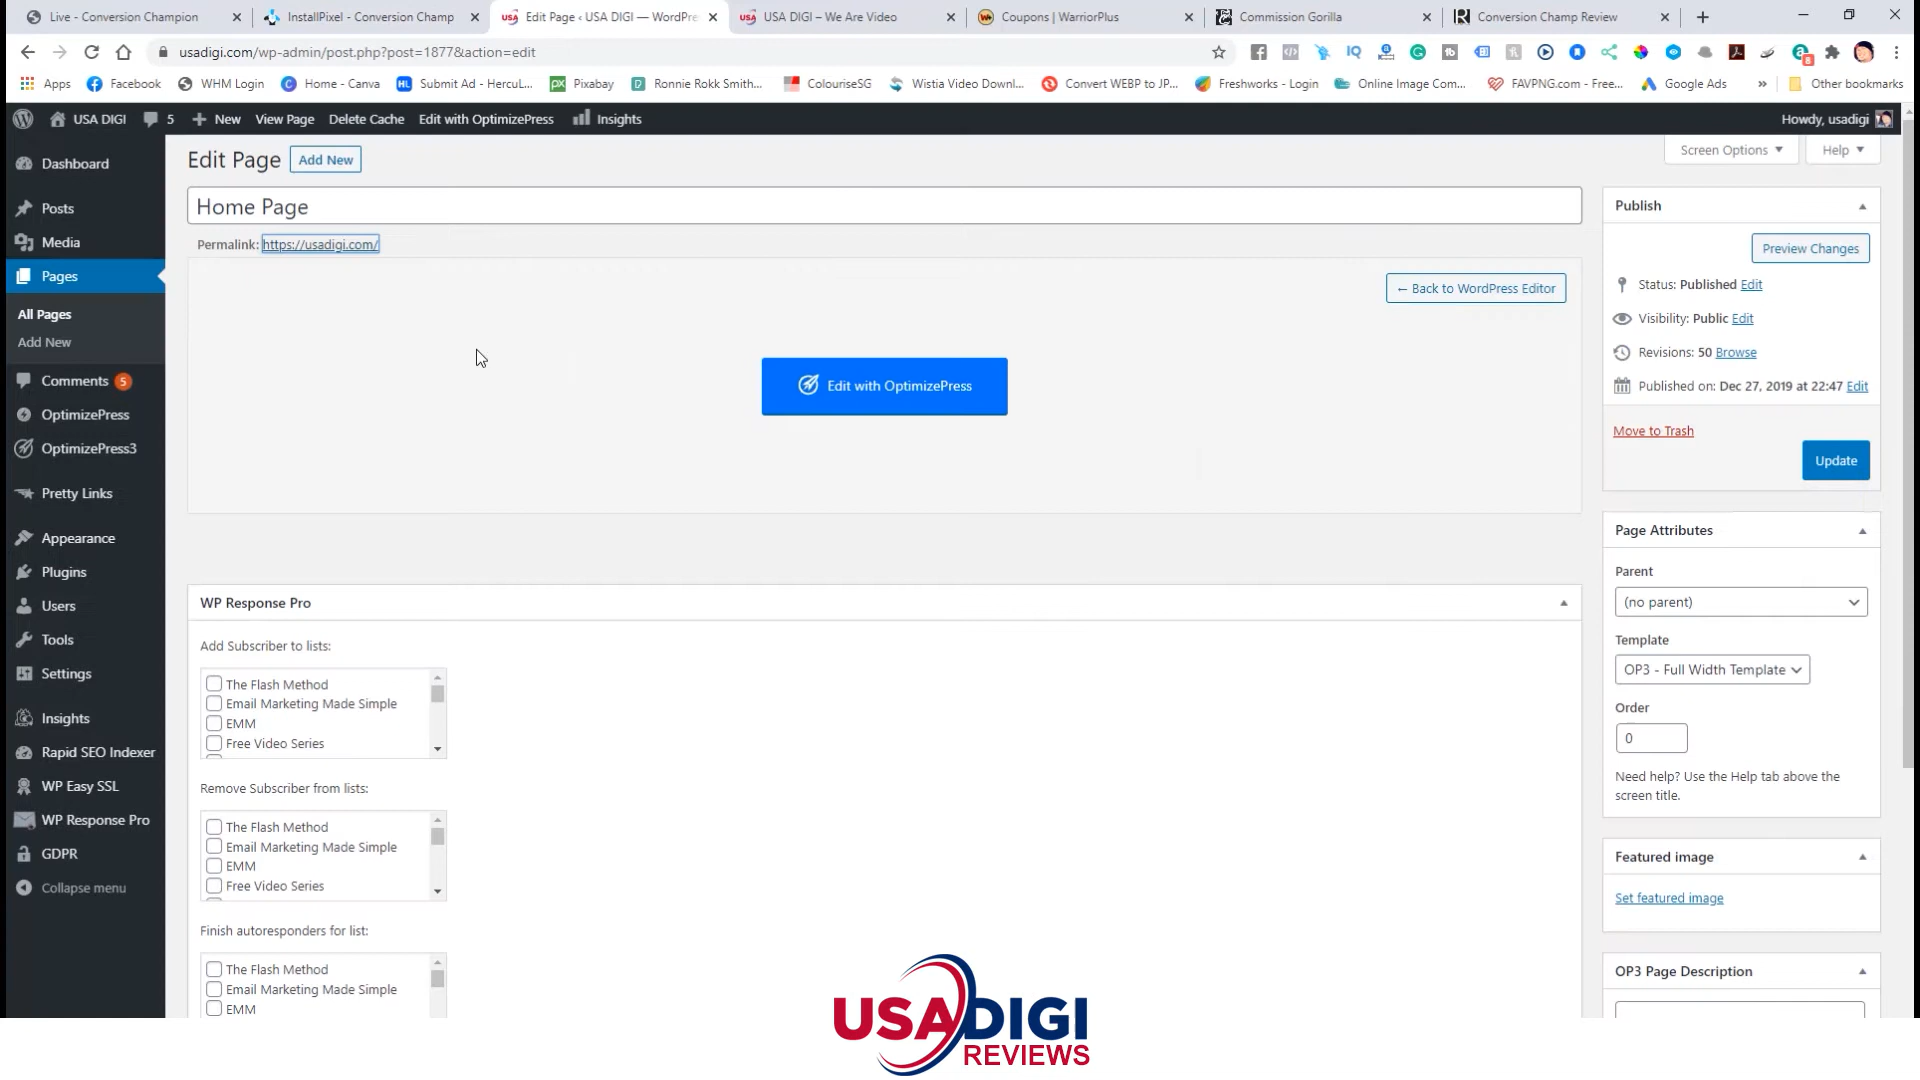 Live - Conversion Champion
InstallPixel - Conversion Champ
Edit Page ‹ USA DIGI — WordPre
USA DIGI – We Are Video
Coupons | WarriorPlus
Commission Gorilla
Conversion Champ Review
usadigi.com/wp-admin/post.php?post=1877&action=edit
Apps
Facebook
WHM Login
Home - Canva
Submit Ad - HercuL...
Pixabay
Ronnie Rokk Smith...
ColouriseSG
Wistia Video Downl...
Convert WEBP to JP...
Freshworks - Login
Online Image Com...
FAVPNG.com - Free...
Google Ads
»
Other bookmarks
USA DIGI
5
New
View Page
Delete Cache
Edit with OptimizePress
Insights
Howdy, usadigi
Dashboard
Posts
Media
Pages
All Pages
Add New
Comments 5
OptimizePress
OptimizePress3
Pretty Links
Appearance
Plugins
Users
Tools
Settings
Insights
Rapid SEO Indexer
WP Easy SSL
WP Response Pro
GDPR
Collapse menu
Edit Page
Add New
Screen Options
Help
Home Page
Permalink: https://usadigi.com/
← Back to WordPress Editor
Edit with OptimizePress
WP Response Pro
Add Subscriber to lists:
The Flash Method
Email Marketing Made Simple
EMM
Free Video Series
Remove Subscriber from lists:
The Flash Method
Email Marketing Made Simple
EMM
Free Video Series
Finish autoresponders for list:
The Flash Method
Email Marketing Made Simple
EMM
Publish
Preview Changes
Status: Published Edit
Visibility: Public Edit
Revisions: 50 Browse
Published on: Dec 27, 2019 at 22:47 Edit
Move to Trash
Update
Page Attributes
Parent
(no parent)
Template
OP3 - Full Width Template
Order
0
Need help? Use the Help tab above the
screen title.
Featured image
Set featured image
OP3 Page Description
USADIGI
REVIEWS